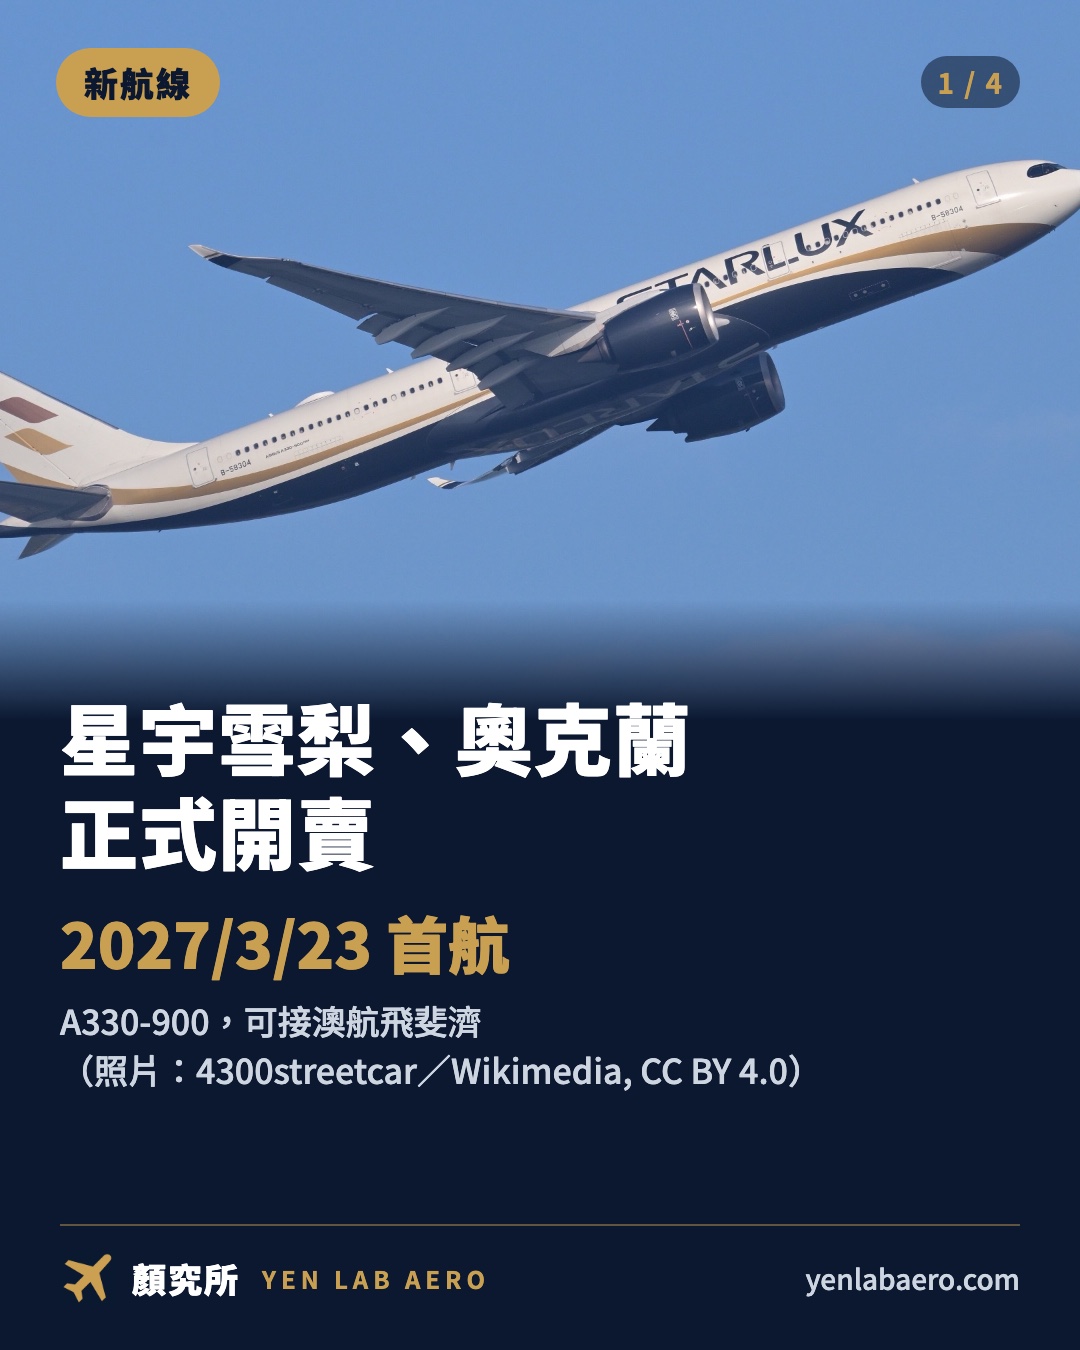 新航線
1 / 4
STARLUX
B-58304
B-58304
星宇雪梨、奧克蘭
正式開賣
2027/3/23 首航
A330-900，可接澳航飛斐濟
（照片：4300streetcar／Wikimedia, CC BY 4.0）
顏究所 YEN LAB AERO
yenlabaero.com